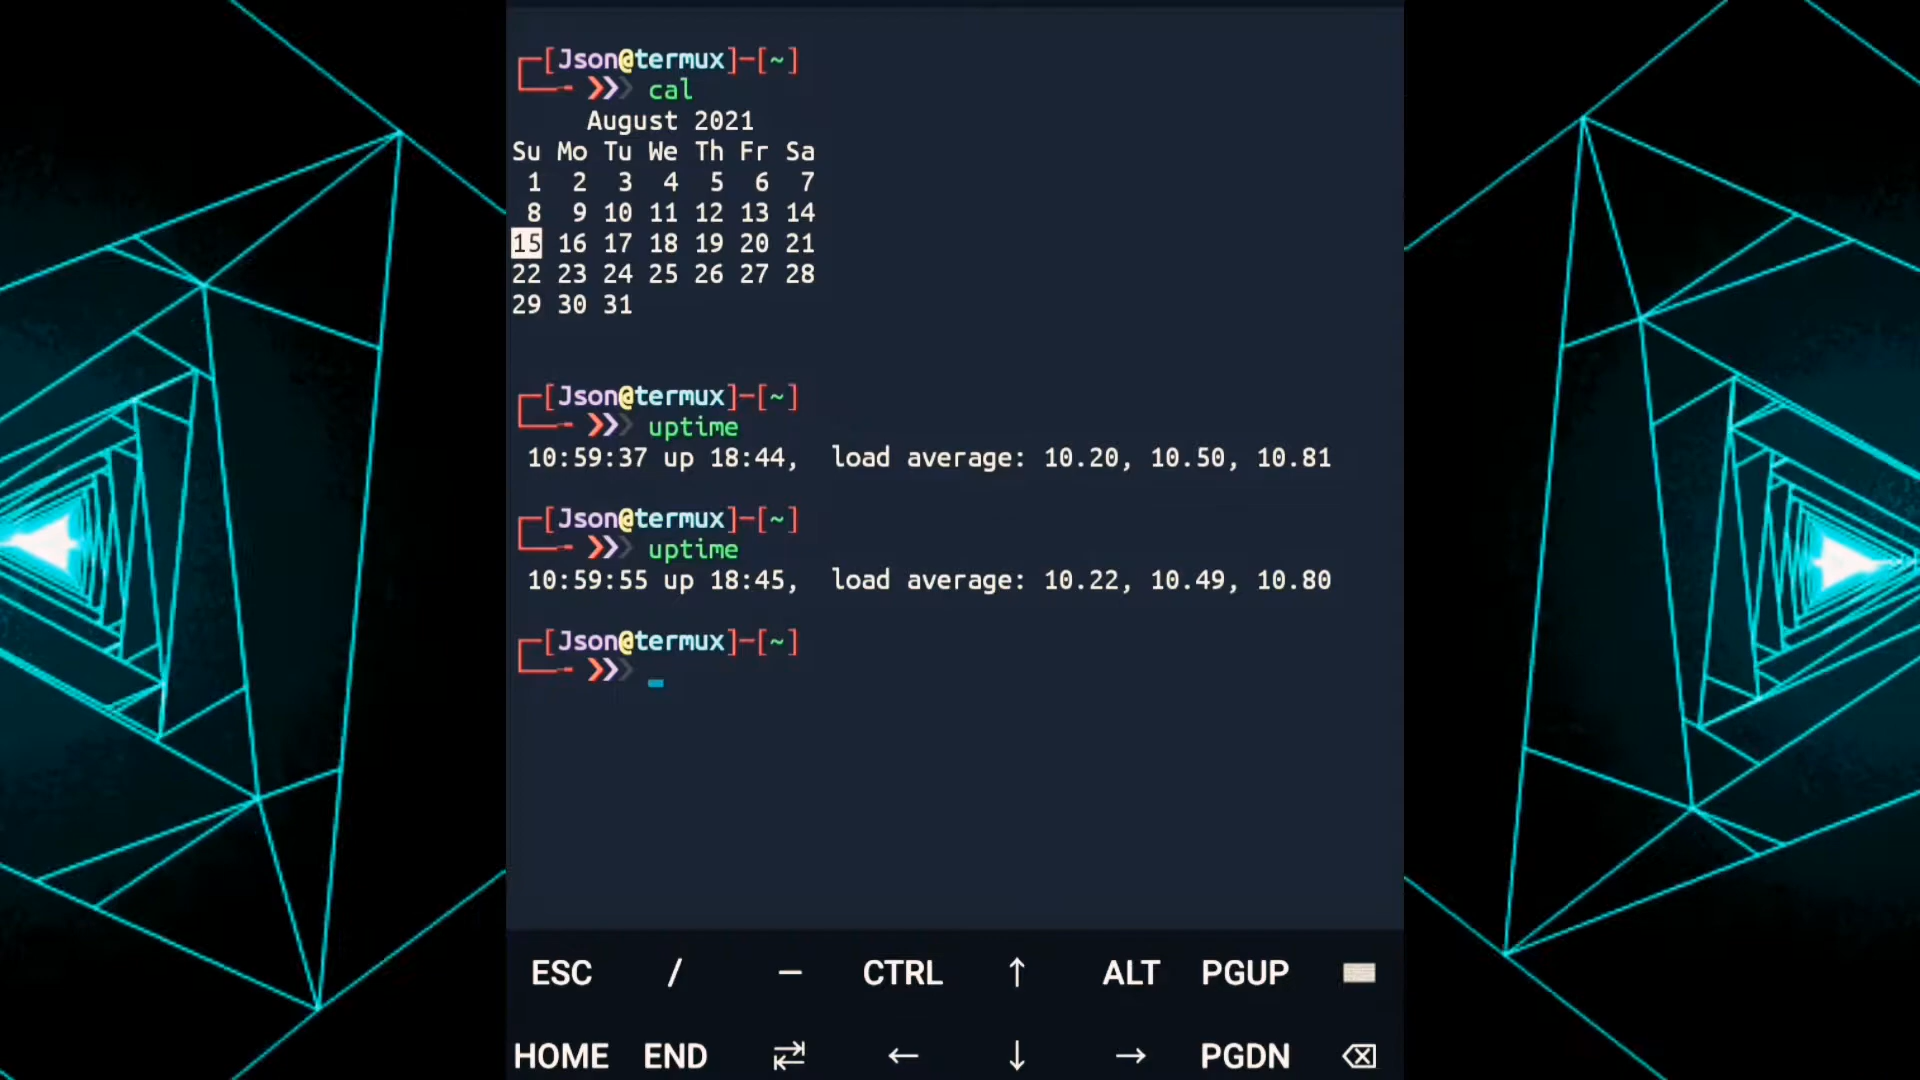 [Json@termux]-[~]
❯❯❯ cal
August 2021
Su Mo Tu We Th Fr Sa
1 2 3 4 5 6 7
8 9 10 11 12 13 14
15 16 17 18 19 20 21
22 23 24 25 26 27 28
29 30 31
[Json@termux]-[~]
❯❯❯ uptime
10:59:37 up 18:44, load average: 10.20, 10.50, 10.81
[Json@termux]-[~]
❯❯❯ uptime
10:59:55 up 18:45, load average: 10.22, 10.49, 10.80
[Json@termux]-[~]
❯❯❯
ESC / — CTRL ↑ ALT PGUP
HOME END ⇄ ← ↓ → PGDN ⌫